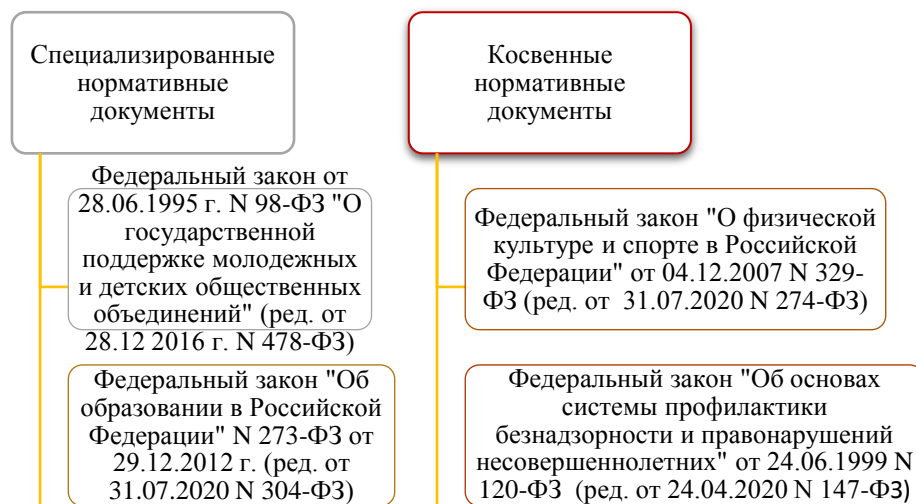 Специализированные
нормативные
документы
Косвенные
нормативные
документы
Федеральный закон от
28.06.1995 г. N 98-ФЗ "О
государственной
поддержке молодежных
и детских общественных
объединений" (ред. от
28.12 2016 г. N 478-ФЗ)
Федеральный закон "О физической
культуре и спорте в Российской
Федерации" от 04.12.2007 N 329-
ФЗ (ред. от 31.07.2020 N 274-ФЗ)
Федеральный закон "Об
образовании в Российской
Федерации" N 273-ФЗ от
29.12.2012 г. (ред. от
31.07.2020 N 304-ФЗ)
Федеральный закон "Об основах
системы профилактики
безнадзорности и правонарушений
несовершеннолетних" от 24.06.1999 N
120-ФЗ (ред. от 24.04.2020 N 147-ФЗ)